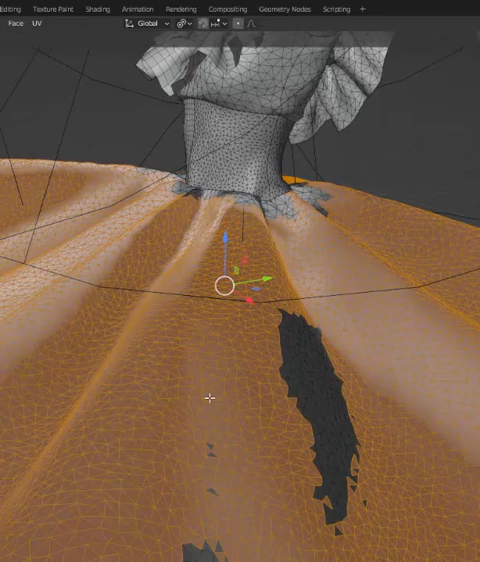 Editing Texture Paint Shading Animation Rendering Compositing Geometry Nodes Scripting +
Face UV Global